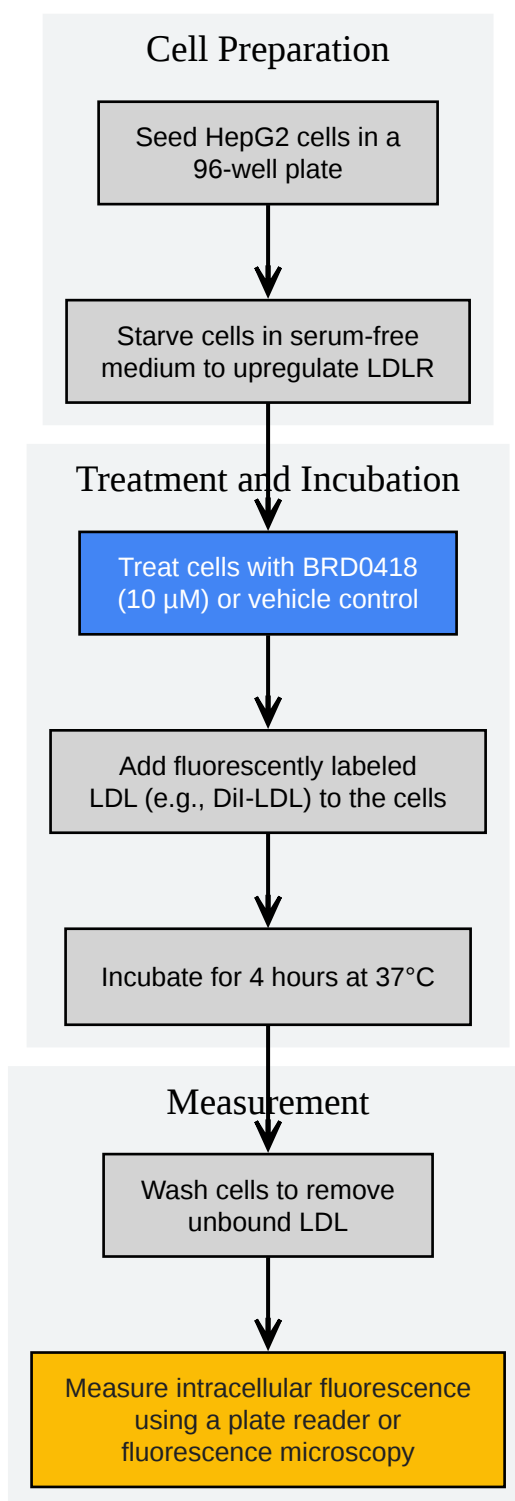 Cell Preparation
Seed HepG2 cells in a
96-well plate
Starve cells in serum-free
medium to upregulate LDLR
Treatment and Incubation
Treat cells with BRD0418
(10 µM) or vehicle control
Add fluorescently labeled
LDL (e.g., DiI-LDL) to the cells
Incubate for 4 hours at 37°C
Measurement
Wash cells to remove
unbound LDL
Measure intracellular fluorescence
using a plate reader or
fluorescence microscopy